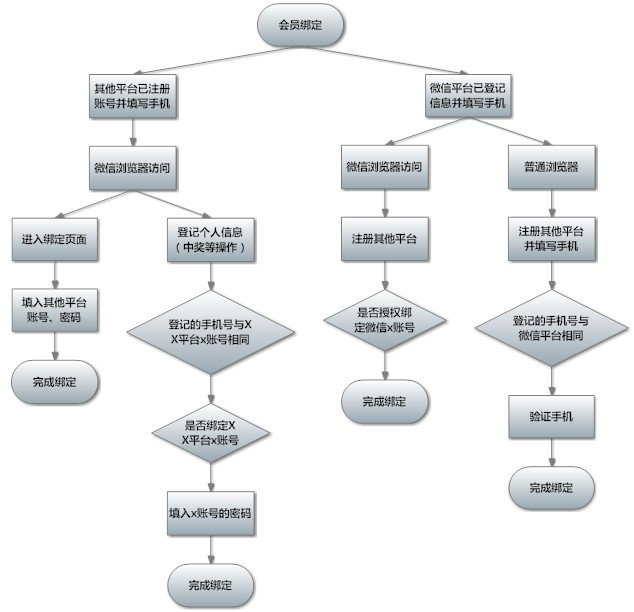 会员绑定
其他平台已注册
账号并填写手机
微信平台已登记
信息并填写手机
微信浏览器访问
微信浏览器访问
普通浏览器
进入绑定页面
登记个人信息
（中奖等操作）
注册其他平台
注册其他平台
并填写手机
填入其他平台
账号、密码
登记的手机号与X
X平台x账号相同
是否授权绑
定微信x账号
登记的手机号与
微信平台相同
完成绑定
是否绑定X
X平台x账号
完成绑定
验证手机
填入x账号的密码
完成绑定
完成绑定